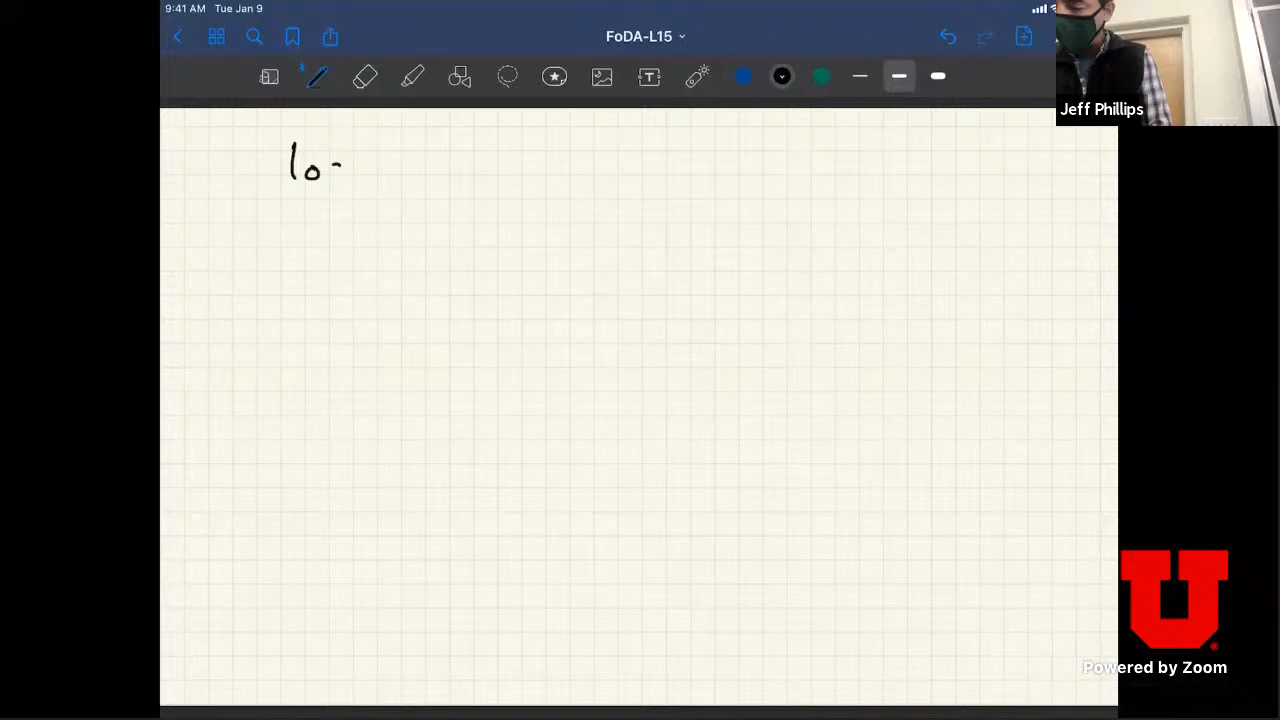 9:41 AM Tue Jan 9
FoDA-L15
T
Jeff Phillips
lo-
U
Powered by Zoom